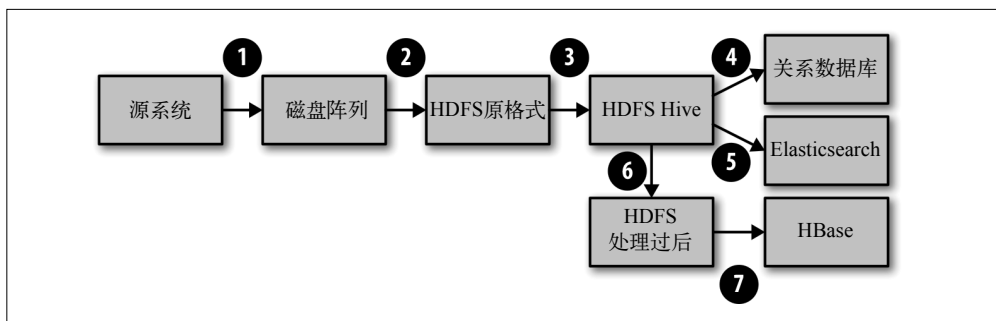 1
2
3
4
源系统
磁盘阵列
HDFS原格式
HDFS Hive
关系数据库
5
Elasticsearch
6
HDFS
处理过后
HBase
7